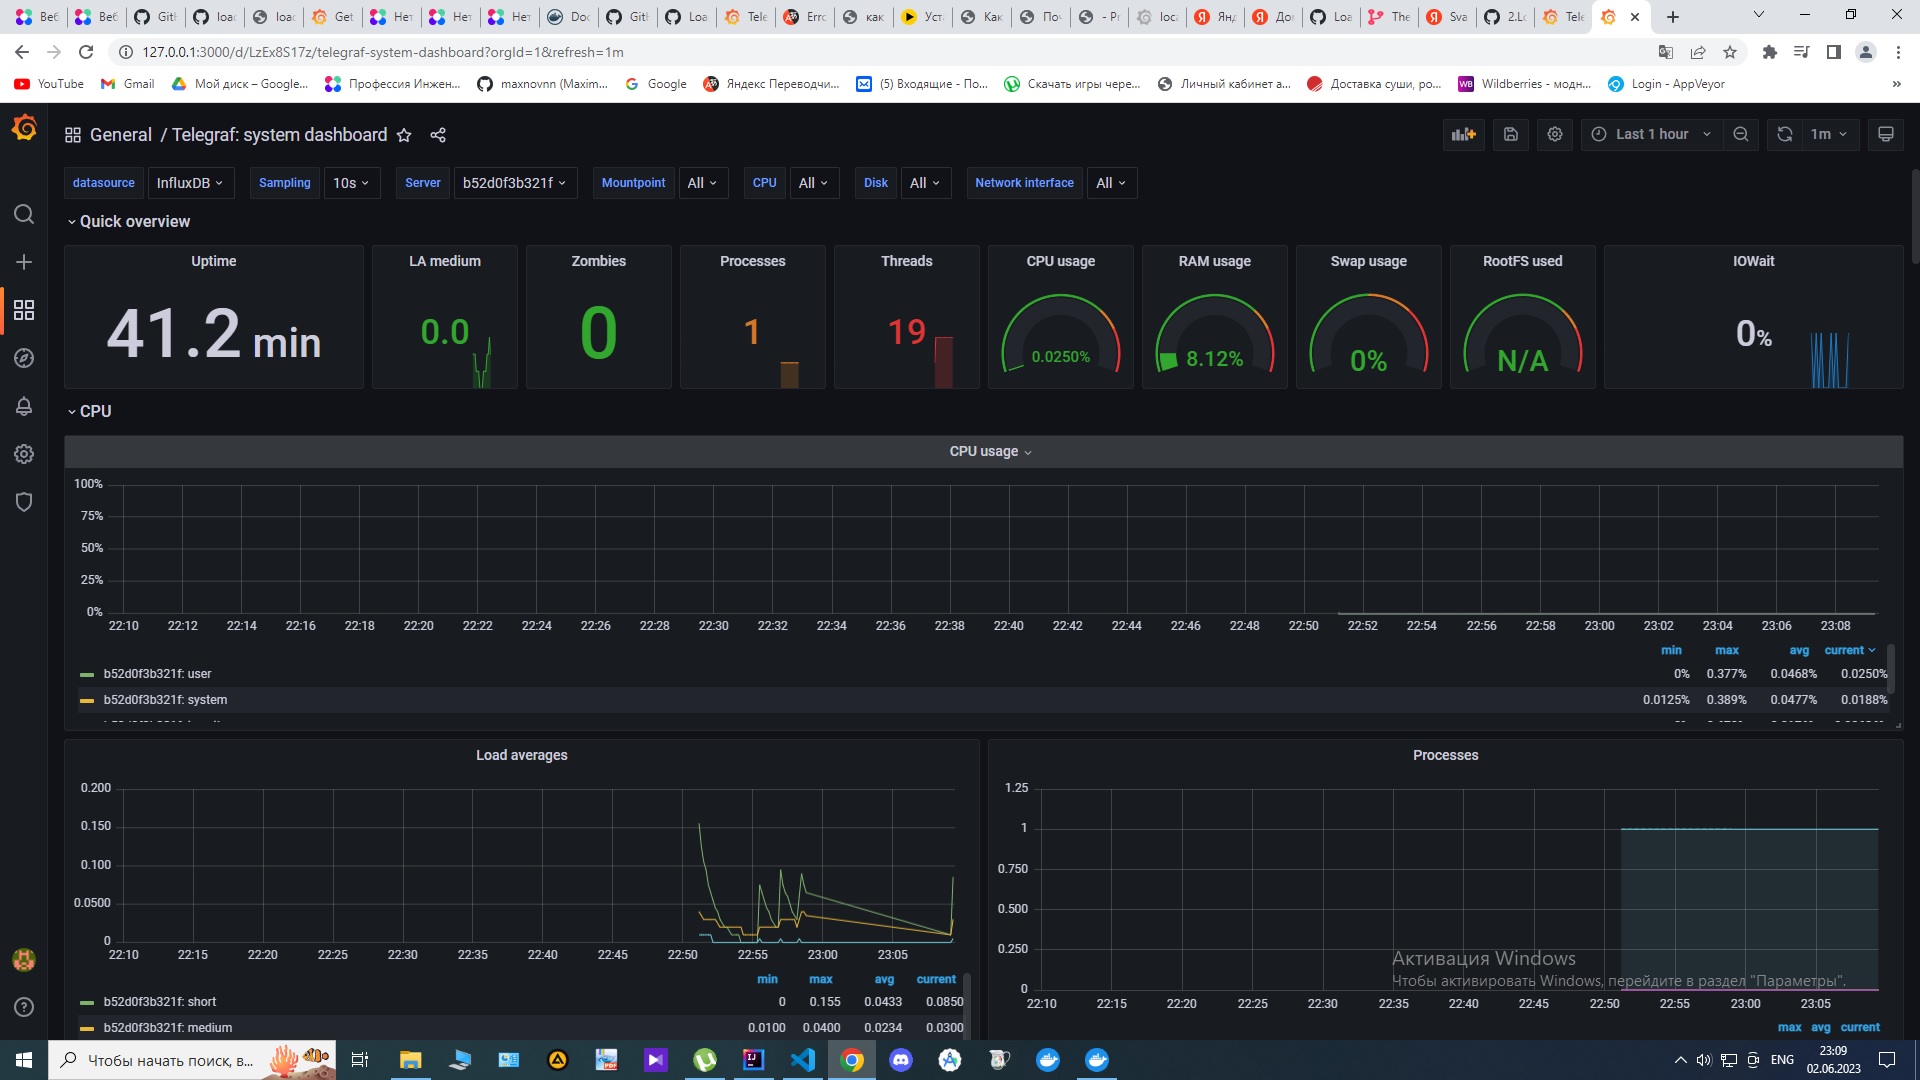 Веб
Веб
GitH
load
load
Get
Нет
Нет
Нет
Doc
GitH
Loa
Tele
Erro
как
Уст
Как
Поч
- Pr
loca
Янд
Дом
Loa
The
Sva
2.Lo
Tele
127.0.0.1:3000/d/LzEx8S17z/telegraf-system-dashboard?orgId=1&refresh=1m
YouTube
Gmail
Мой диск – Google...
Профессия Инжен...
maxnovnn (Maxim...
Google
Яндекс Переводчи...
(5) Входящие - По...
Скачать игры чере...
Личный кабинет а...
Доставка суши, ро...
Wildberries - модн...
Login - AppVeyor
»
General / Telegraf: system dashboard
Last 1 hour
1m
datasource InfluxDB
Sampling 10s
Server b52d0f3b321f
Mountpoint All
CPU All
Disk All
Network interface All
Quick overview
Uptime
41.2 min
LA medium
0.0
Zombies
0
Processes
1
Threads
19
CPU usage
0.0250%
RAM usage
8.12%
Swap usage
0%
RootFS used
N/A
IOWait
0%
CPU
CPU usage
100%
75%
50%
25%
0%
22:10 22:12 22:14 22:16 22:18 22:20 22:22 22:24 22:26 22:28 22:30 22:32 22:34 22:36 22:38 22:40 22:42 22:44 22:46 22:48 22:50 22:52 22:54 22:56 22:58 23:00 23:02 23:04 23:06 23:08
min max avg current
b52d0f3b321f: user 0% 0.377% 0.0468% 0.0250%
b52d0f3b321f: system 0.0125% 0.389% 0.0477% 0.0188%
Load averages
0.200
0.150
0.100
0.0500
0
22:10 22:15 22:20 22:25 22:30 22:35 22:40 22:45 22:50 22:55 23:00 23:05
min max avg current
b52d0f3b321f: short 0 0.155 0.0433 0.0850
b52d0f3b321f: medium 0.0100 0.0400 0.0234 0.0300
Processes
1.25
1
0.750
0.500
0.250
0
22:10 22:15 22:20 22:25 22:30 22:35 22:40 22:45 22:50 22:55 23:00 23:05
max avg current
Активация Windows
Чтобы активировать Windows, перейдите в раздел "Параметры".
Чтобы начать поиск, в...
ENG
23:09
02.06.2023